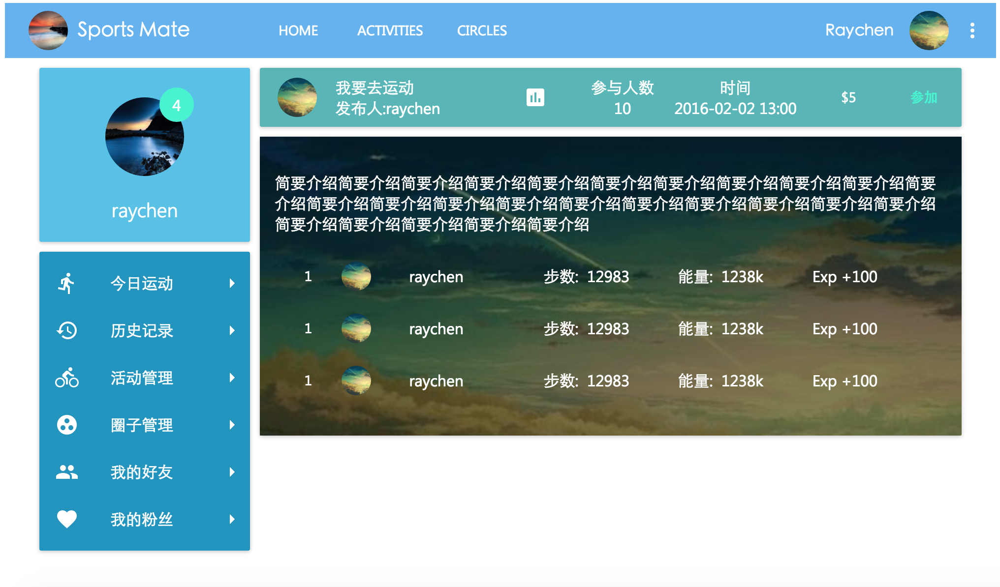 Sports Mate
HOME
ACTIVITIES
CIRCLES
Raychen
4
raychen
今日运动
历史记录
活动管理
圈子管理
我的好友
我的粉丝
我要去运动
发布人:raychen
参与人数
10
时间
2016-02-02 13:00
$5
参加
简要介绍简要介绍简要介绍简要介绍简要介绍简要介绍简要介绍简要介绍简要介绍简要介绍简要
介绍简要介绍简要介绍简要介绍简要介绍简要介绍简要介绍简要介绍简要介绍简要介绍简要介绍
简要介绍简要介绍简要介绍简要介绍简要介绍
1 raychen 步数: 12983 能量: 1238k Exp +100
1 raychen 步数: 12983 能量: 1238k Exp +100
1 raychen 步数: 12983 能量: 1238k Exp +100